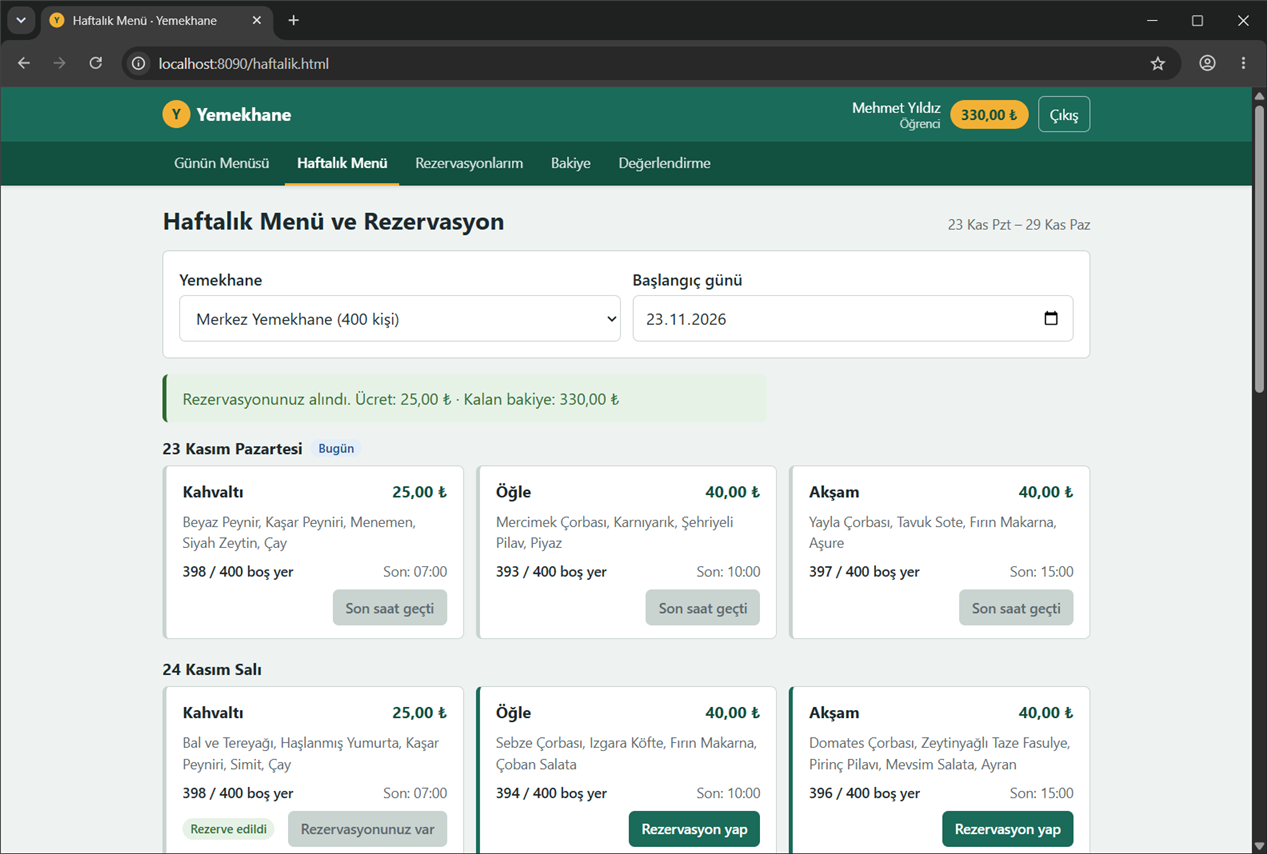 Y Haftalık Menü · Yemekhane
localhost:8090/haftalik.html
Y Yemekhane
Mehmet Yıldız
Öğrenci
330,00 ₺
Çıkış
Günün Menüsü Haftalık Menü Rezervasyonlarım Bakiye Değerlendirme
Haftalık Menü ve Rezervasyon
23 Kas Pzt – 29 Kas Paz
Yemekhane
Merkez Yemekhane (400 kişi)
Başlangıç günü
23.11.2026
Rezervasyonunuz alındı. Ücret: 25,00 ₺ · Kalan bakiye: 330,00 ₺
23 Kasım Pazartesi Bugün
Kahvaltı 25,00 ₺
Beyaz Peynir, Kaşar Peyniri, Menemen,
Siyah Zeytin, Çay
398 / 400 boş yer Son: 07:00
Son saat geçti
Öğle 40,00 ₺
Mercimek Çorbası, Karnıyarık, Şehriyeli
Pilav, Piyaz
393 / 400 boş yer Son: 10:00
Son saat geçti
Akşam 40,00 ₺
Yayla Çorbası, Tavuk Sote, Fırın Makarna,
Aşure
397 / 400 boş yer Son: 15:00
Son saat geçti
24 Kasım Salı
Kahvaltı 25,00 ₺
Bal ve Tereyağı, Haşlanmış Yumurta, Kaşar
Peyniri, Simit, Çay
398 / 400 boş yer Son: 07:00
Rezerve edildi Rezervasyonunuz var
Öğle 40,00 ₺
Sebze Çorbası, Izgara Köfte, Fırın Makarna,
Çoban Salata
394 / 400 boş yer Son: 10:00
Rezervasyon yap
Akşam 40,00 ₺
Domates Çorbası, Zeytinyağlı Taze Fasulye,
Pirinç Pilavı, Mevsim Salata, Ayran
396 / 400 boş yer Son: 15:00
Rezervasyon yap